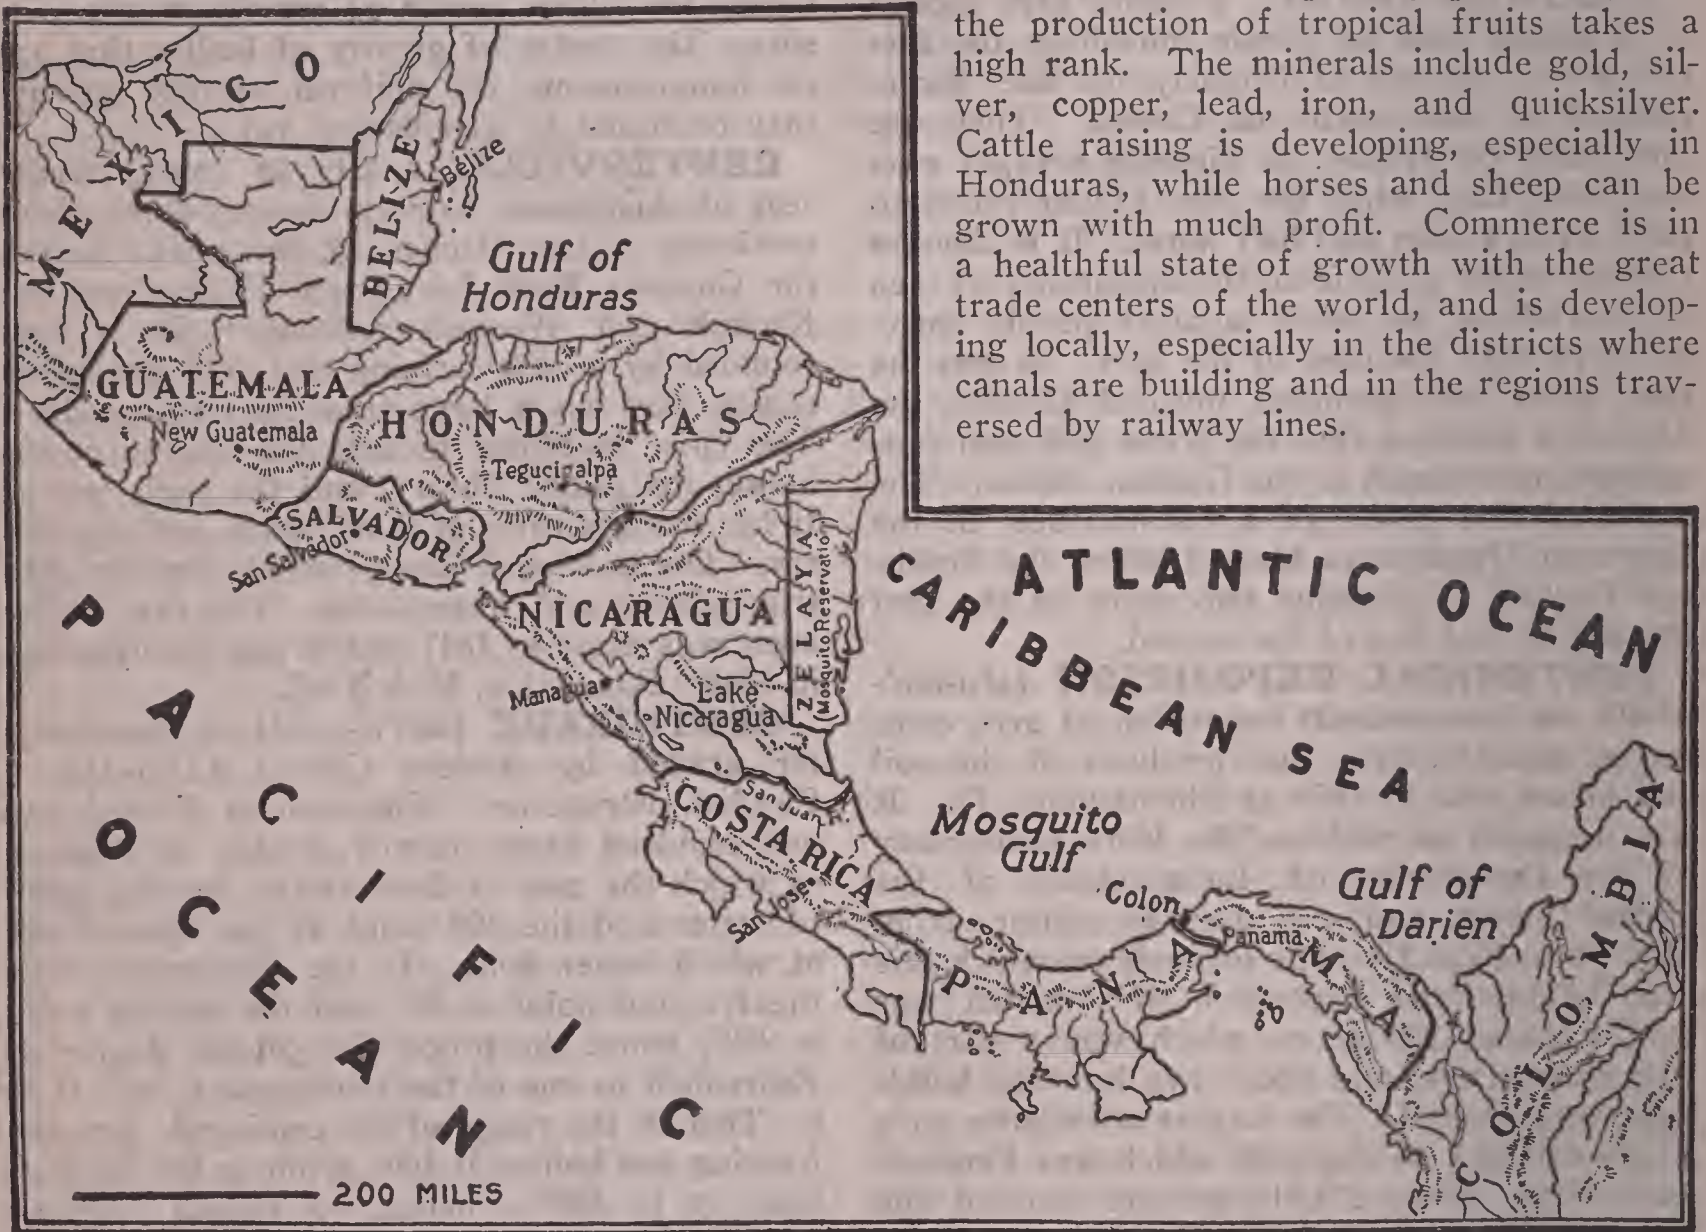 the production of tropical fruits takes a
high rank. The minerals include gold, sil-
ver, copper, lead, iron, and quicksilver.
Cattle raising is developing, especially in
Honduras, while horses and sheep can be
grown with much profit. Commerce is in
a healthful state of growth with the great
trade centers of the world, and is develop-
ing locally, especially in the districts where
canals are building and in the regions trav-
ersed by railway lines.
MEXICO
BELIZE
Belize
Gulf of
Honduras
GUATEMALA
New Guatemala
HONDURAS
Tegucigalpa
SALVADOR
San Salvador
NICARAGUA
ZELAYA
(Mosquito Reservatio
Managua
Lake
Nicaragua
San Juan R.
COSTA RICA
San Jose
ATLANTIC OCEAN
CARIBBEAN SEA
Mosquito
Gulf
Colon
Panama
Gulf of
Darien
PANAMA
COLOMBIA
PACIFIC
OCEAN
200 MILES